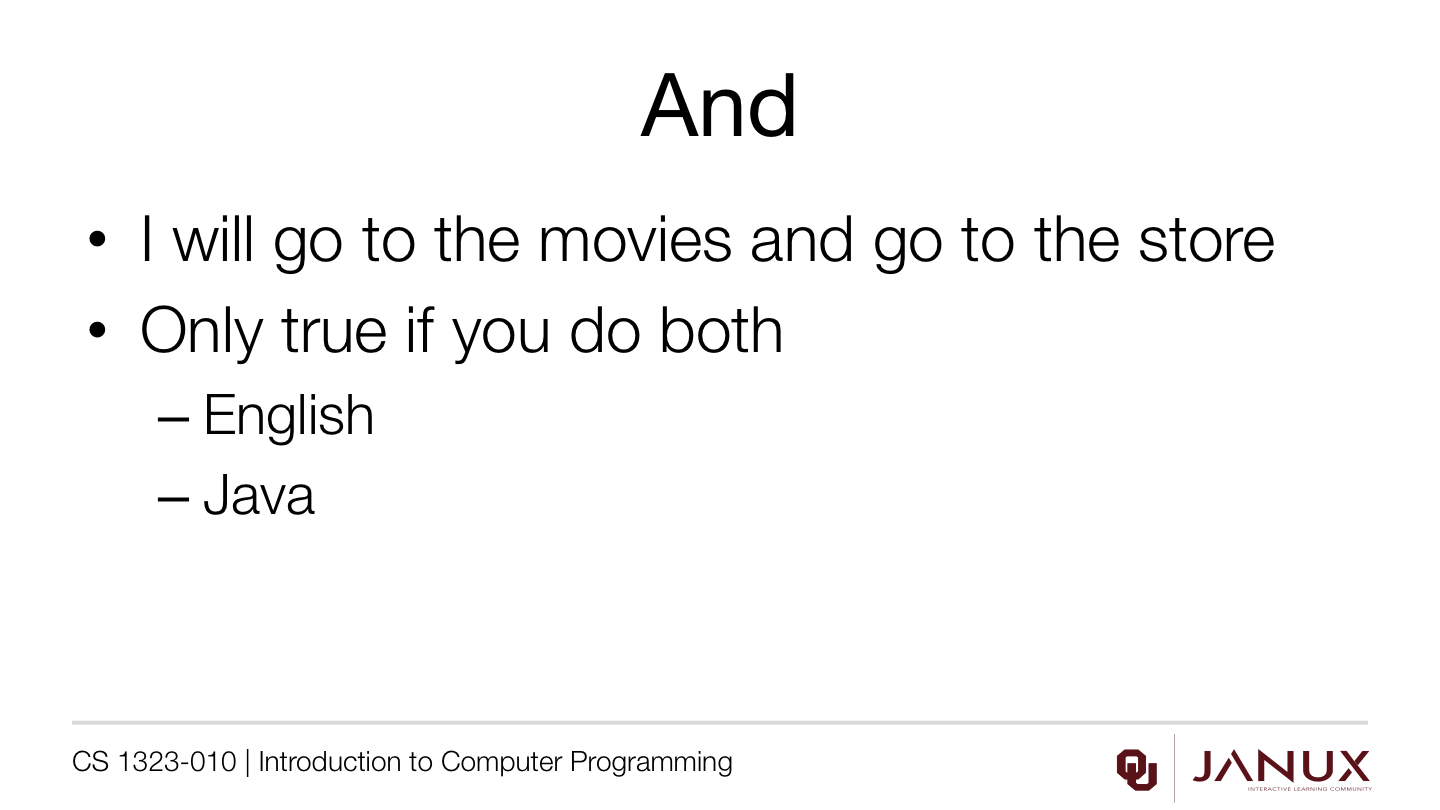 And
• I will go to the movies and go to the store
• Only true if you do both
– English
– Java
CS 1323-010 | Introduction to Computer Programming
OU
JANUX
INTERACTIVE LEARNING COMMUNITY